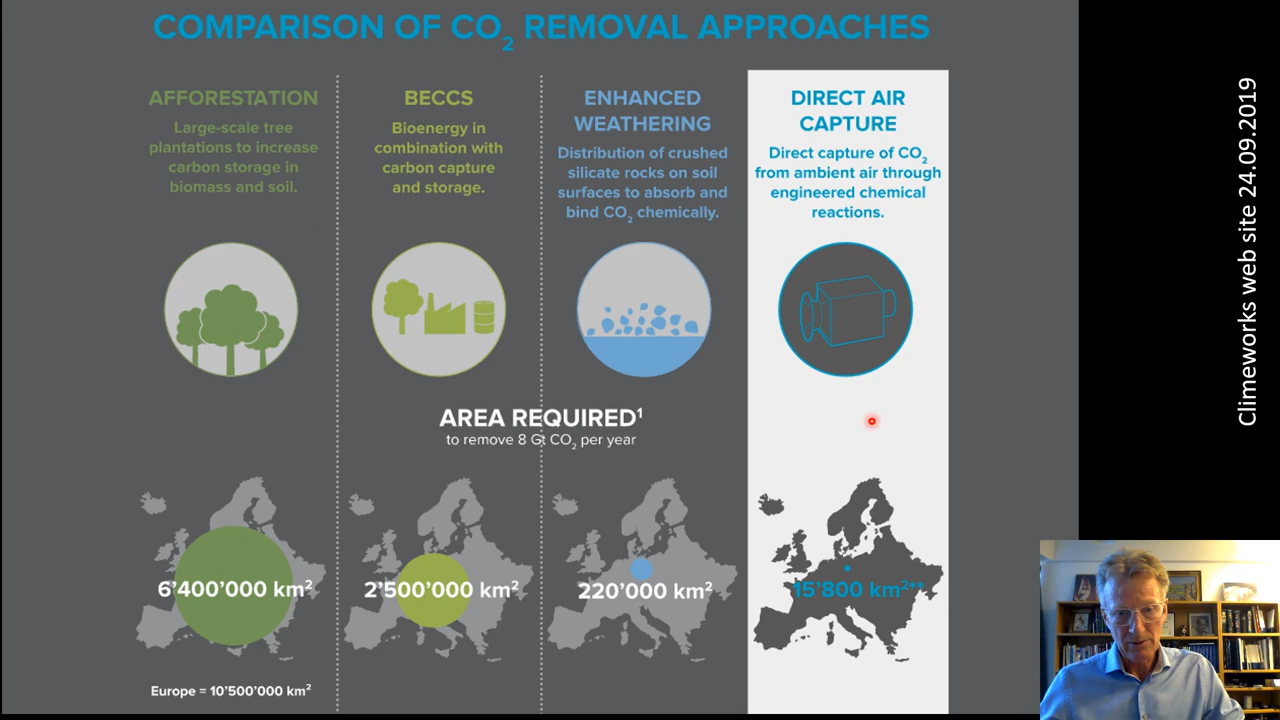 COMPARISON OF CO₂ REMOVAL APPROACHES
AFFORESTATION
Large-scale tree
plantations to increase
carbon storage in
biomass and soil.
BECCS
Bioenergy in
combination with
carbon capture
and storage.
ENHANCED
WEATHERING
Distribution of crushed
silicate rocks on soil
surfaces to absorb and
bind CO₂ chemically.
DIRECT AIR
CAPTURE
Direct capture of CO₂
from ambient air through
engineered chemical
reactions.
AREA REQUIRED¹
to remove 8 Gt CO₂ per year
6’400’000 km²
2’500’000 km²
220’000 km²
15’800 km²**
Europe = 10’500’000 km²
Climeworks web site 24.09.2019